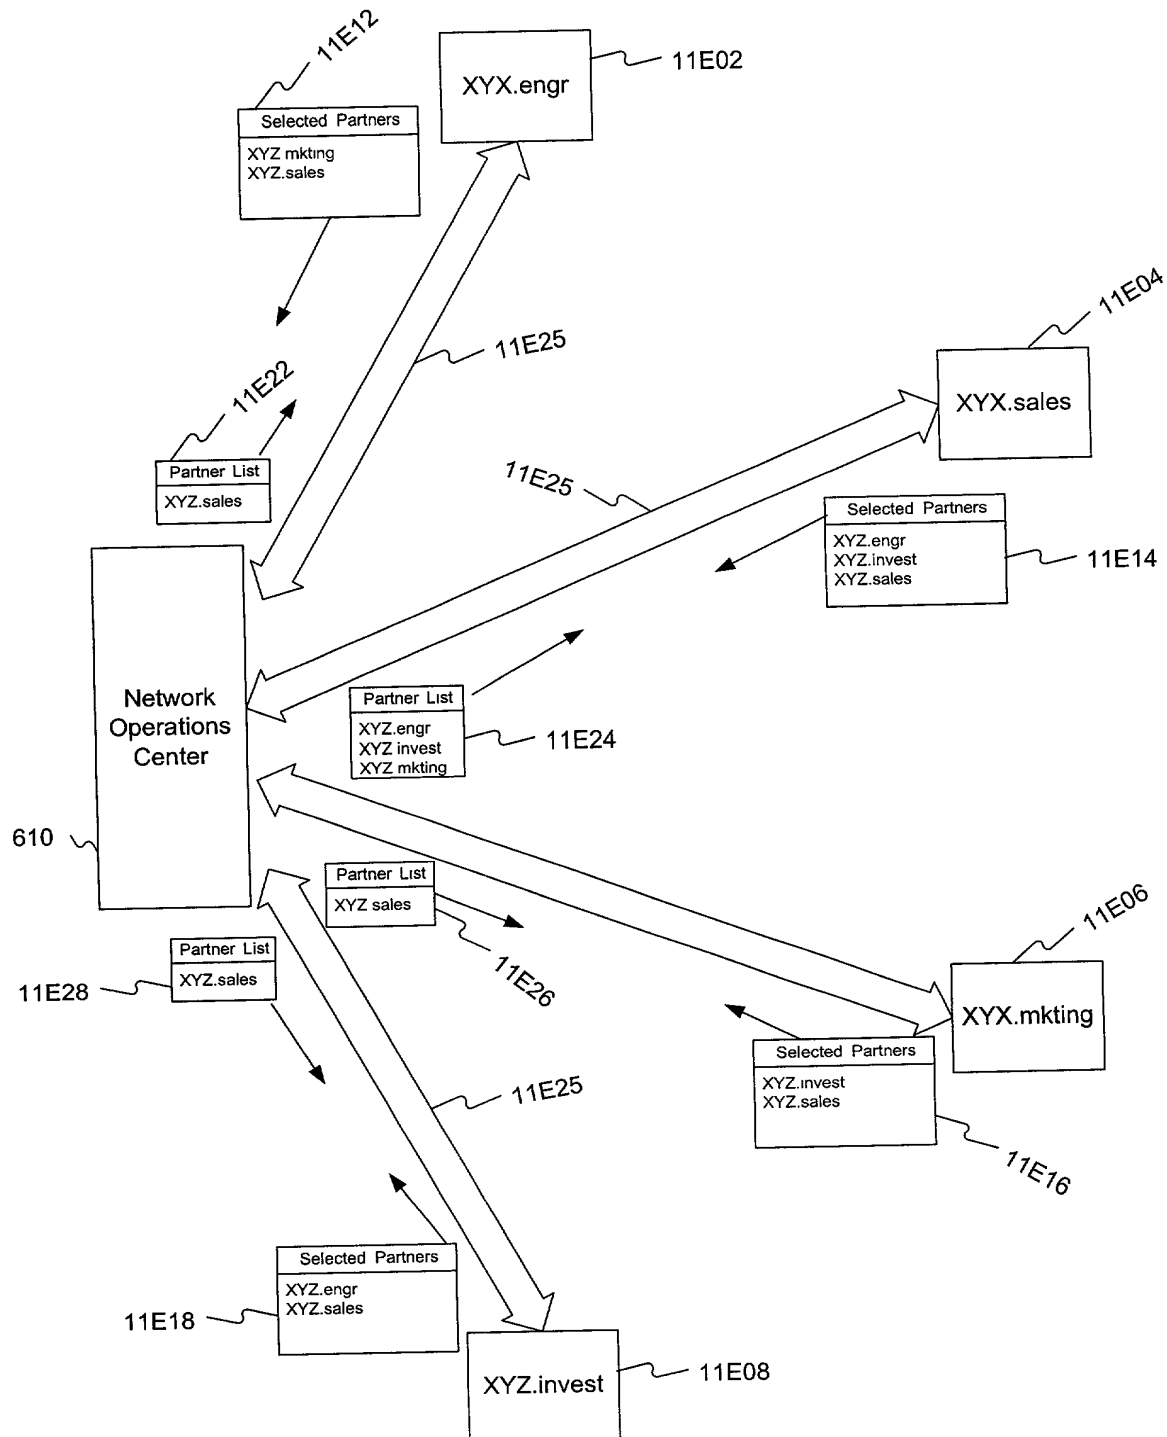 11E12
XYX.engr
11E02
Selected Partners
XYZ mkting
XYZ.sales
11E25
11E22
Partner List
XYZ.sales
11E04
XYX.sales
11E25
Selected Partners
XYZ.engr
XYZ.invest
XYZ.sales
11E14
Network
Operations
Center
610
Partner List
XYZ.engr
XYZ invest
XYZ mkting
11E24
Partner List
XYZ sales
11E26
Partner List
XYZ.sales
11E28
11E06
XYX.mkting
Selected Partners
XYZ.invest
XYZ.sales
11E16
11E25
Selected Partners
XYZ.engr
XYZ.sales
11E18
XYZ.invest
11E08